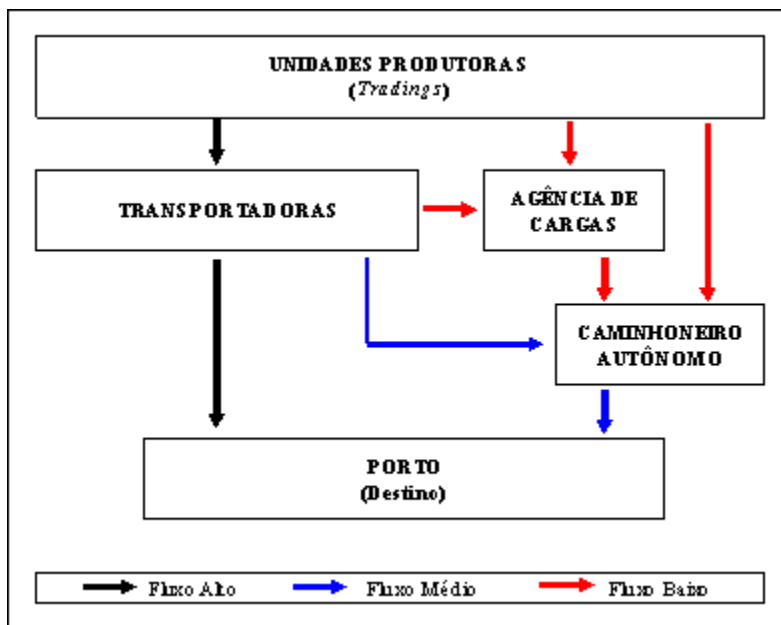 UNIDADES PRODUTORAS
(Tradings)
TRANSPORTADORAS
AGÊNCIA DE
CARGAS
CAMINHONEIRO
AUTÔNOMO
PORTO
(Destino)
Fluxo Alto
Fluxo Médio
Fluxo Baixo